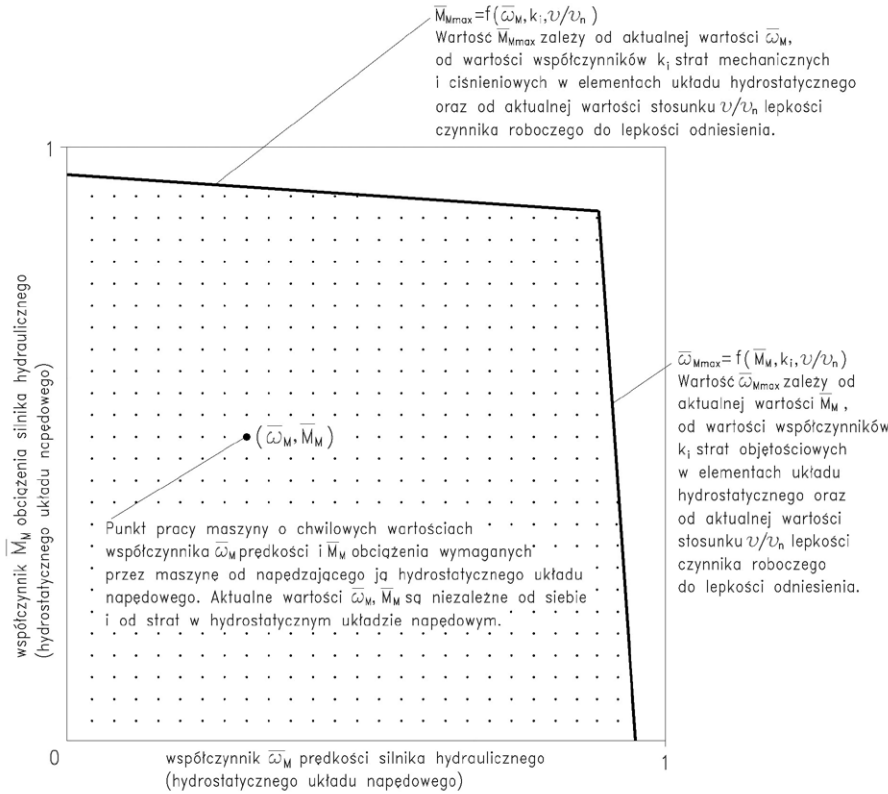 M̅Mmax=f(ω̅M, ki, υ/υn)
Wartość M̅Mmax zależy od aktualnej wartości ω̅M,
od wartości współczynników ki strat mechanicznych
i ciśnieniowych w elementach układu hydrostatycznego
oraz od aktualnej wartości stosunku υ/υn lepkości
czynnika roboczego do lepkości odniesienia.
1
współczynnik M̅M obciążenia silnika hydraulicznego
(hydrostatycznego układu napędowego)
ω̅Mmax=f(M̅M, ki, υ/υn)
Wartość ω̅Mmax zależy od
aktualnej wartości M̅M,
od wartości współczynników
ki strat objętościowych
w elementach układu
hydrostatycznego oraz
od aktualnej wartości
stosunku υ/υn lepkości
czynnika roboczego
do lepkości odniesienia.
(ω̅M, M̅M)
Punkt pracy maszyny o chwilowych wartościach
współczynnika ω̅M prędkości i M̅M obciążenia wymaganych
przez maszynę od napędzającego ją hydrostatycznego układu
napędowego. Aktualne wartości ω̅M, M̅M są niezależne od siebie
i od strat w hydrostatycznym układzie napędowym.
0
współczynnik ω̅M prędkości silnika hydraulicznego
(hydrostatycznego układu napędowego)
1